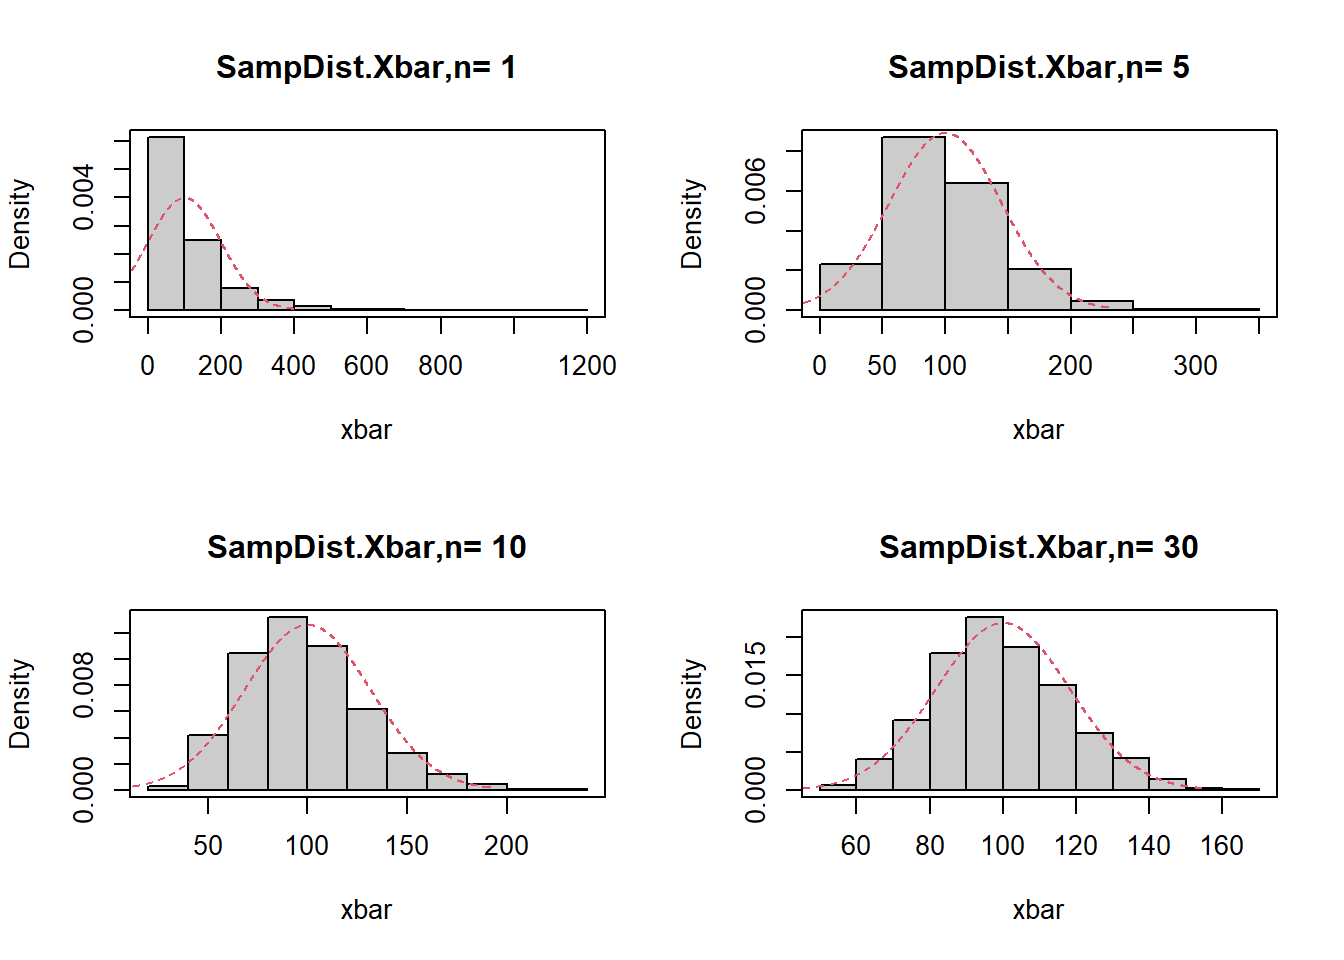 SampDist.Xbar,n= 1
Density
0.000 0.004
0 200 400 600 800 1200
xbar
SampDist.Xbar,n= 5
Density
0.000 0.006
0 50 100 200 300
xbar
SampDist.Xbar,n= 10
Density
0.000 0.008
50 100 150 200
xbar
SampDist.Xbar,n= 30
Density
0.000 0.015
60 80 100 120 140 160
xbar